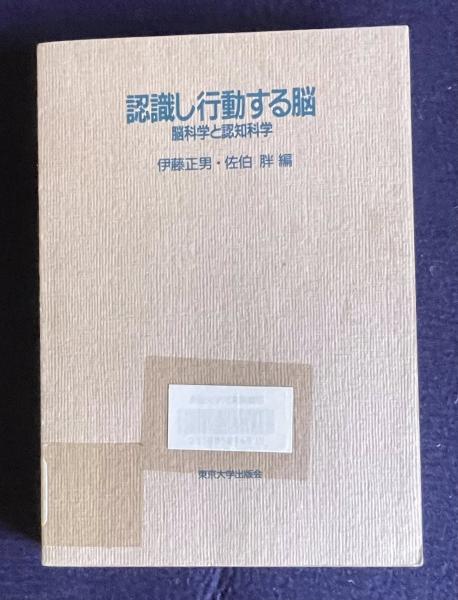 認識し行動する脳
脳科学と認知科学
伊藤正男・佐伯 胖 編
東京大学出版会